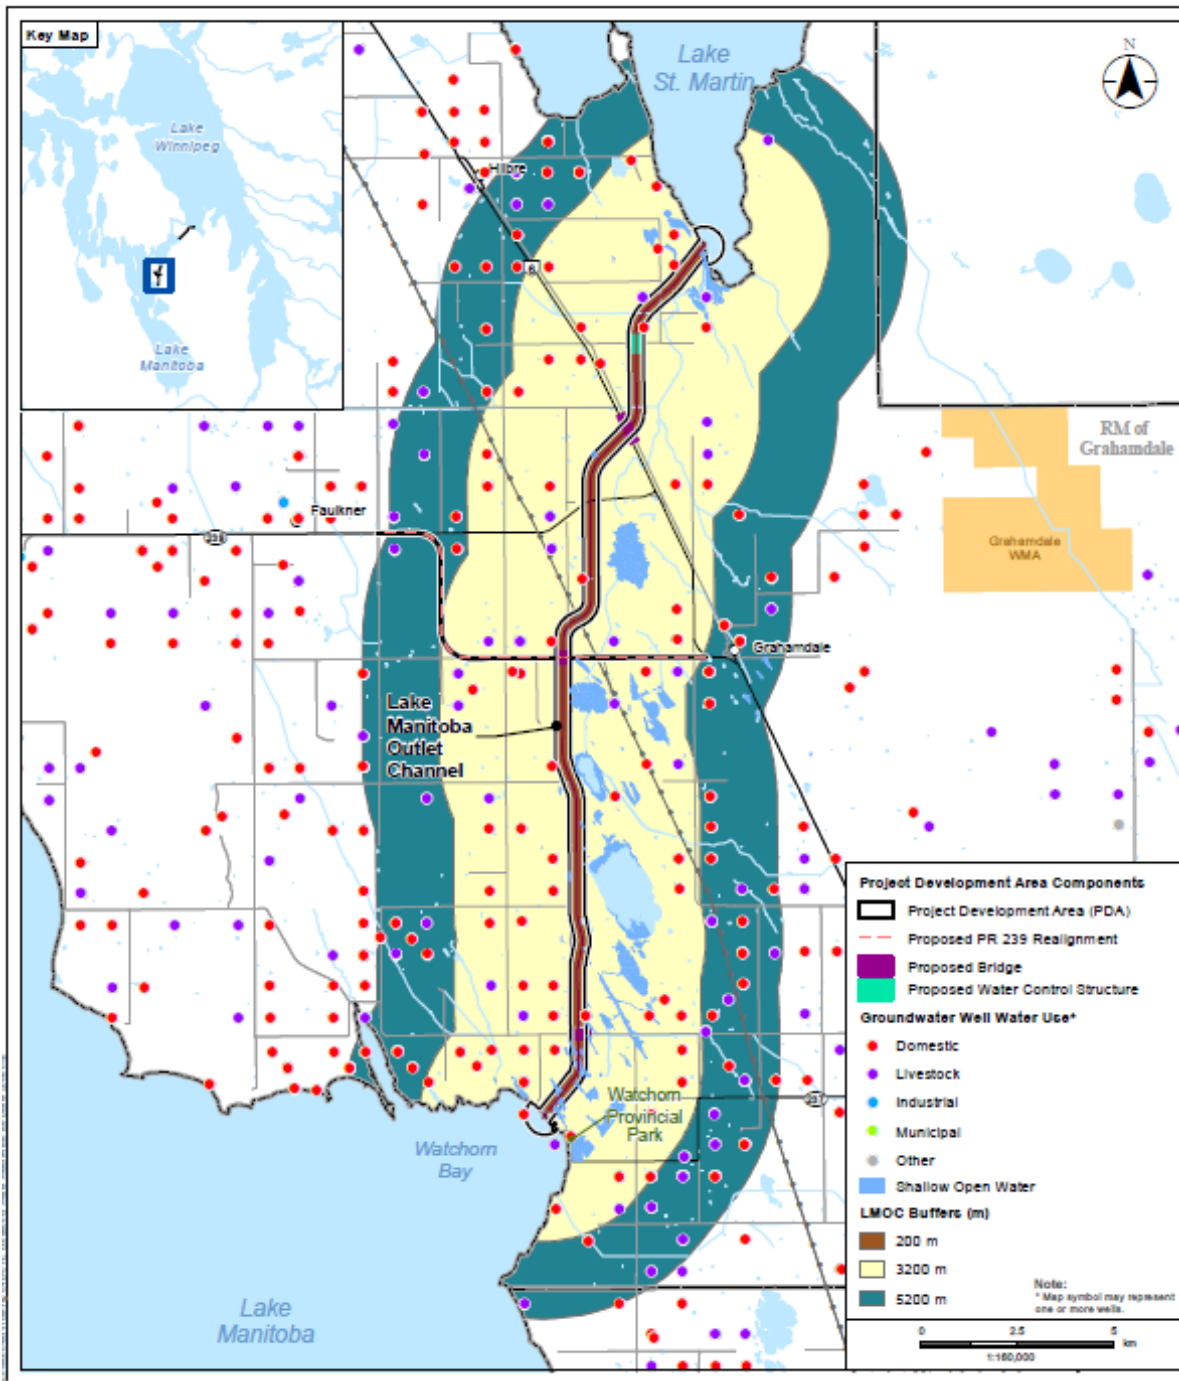 Key Map
Lake
Winnipeg
Lake
Manitoba
Lake
St. Martin
N
Hilbre
6
RM of
Grahamdale
Grahamdale
WMA
Faulkner
239
Grahamdale
Lake
Manitoba
Outlet
Channel
Watchorn
Provincial
Park
Watchorn
Bay
237
Lake
Manitoba
Project Development Area Components
Project Development Area (PDA)
Proposed PR 239 Realignment
Proposed Bridge
Proposed Water Control Structure
Groundwater Well Water Use*
Domestic
Livestock
Industrial
Municipal
Other
Shallow Open Water
LMOC Buffers (m)
200 m
3200 m
5200 m
Note:
* Map symbol may represent
one or more wells.
0 2.5 5
km
1:160,000